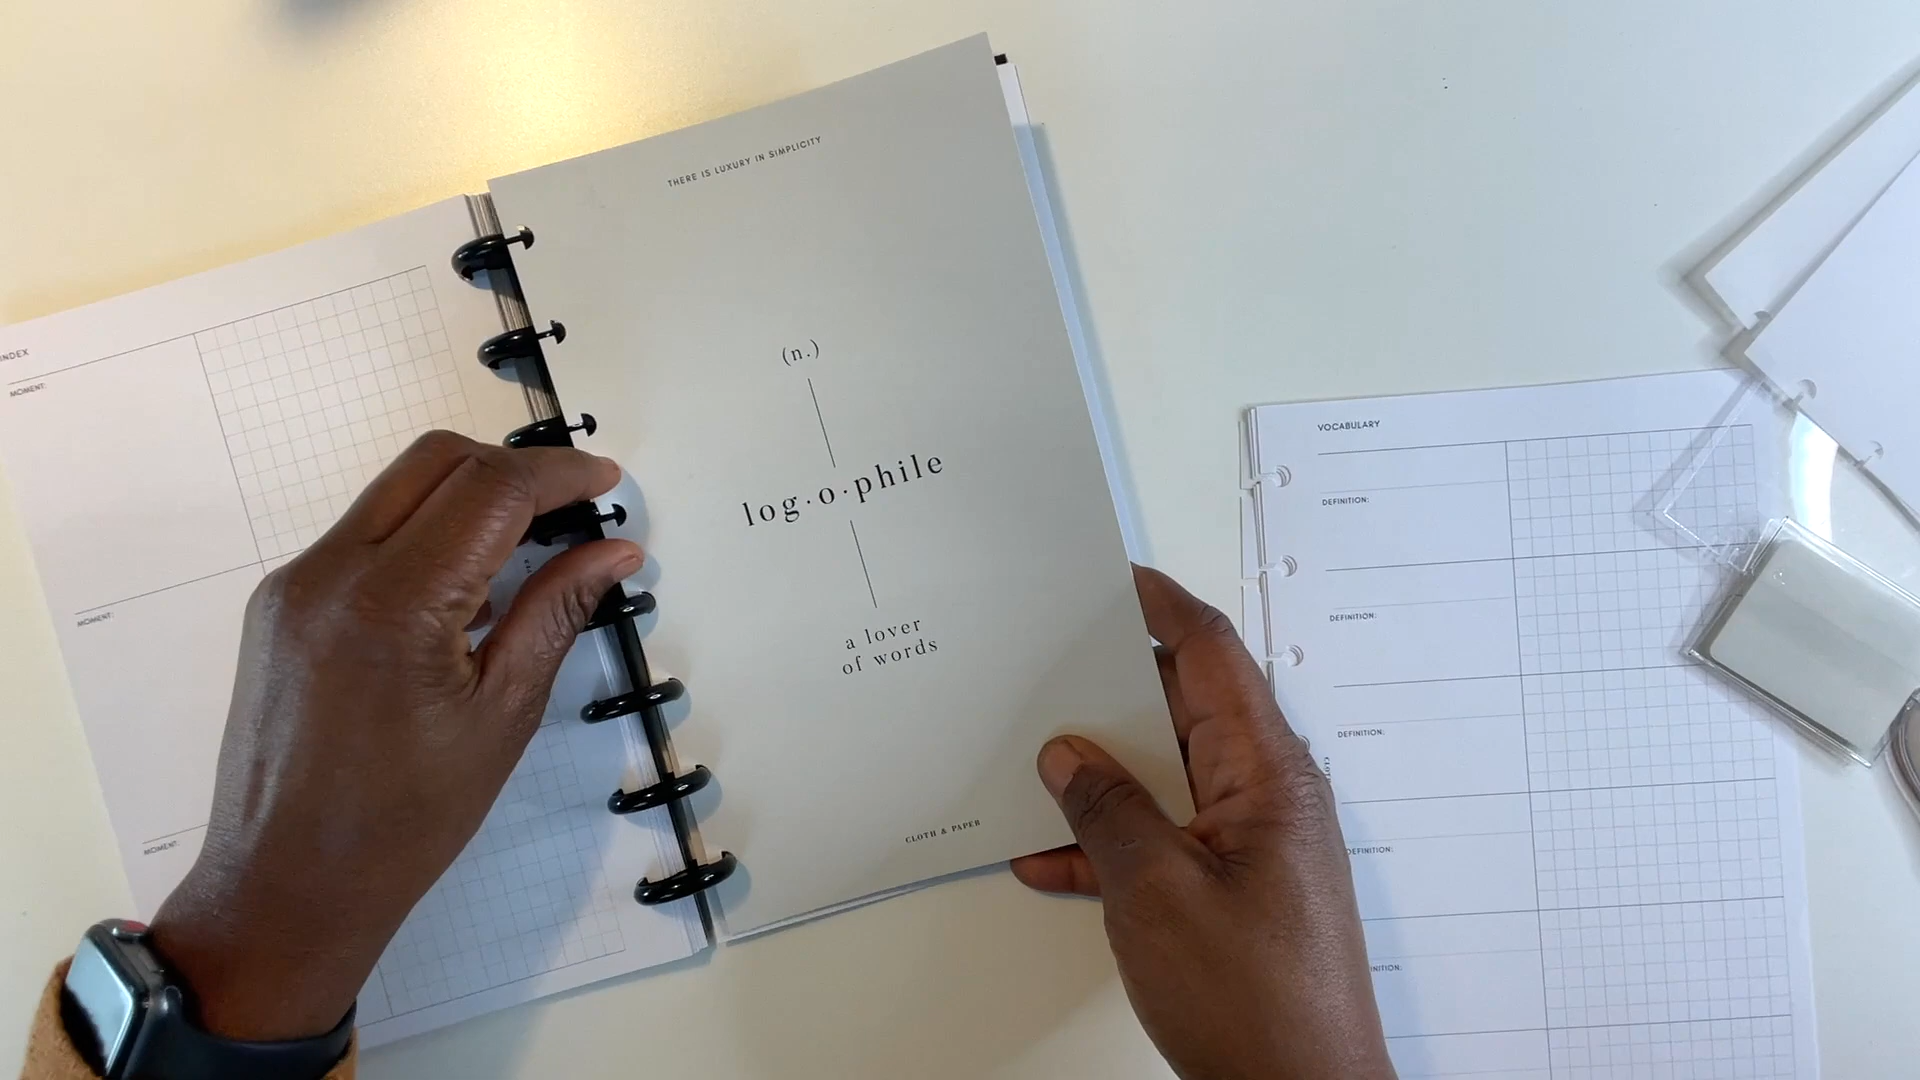 THERE IS LUXURY IN SIMPLICITY
(n.)
log·o·phile
a lover
of words
CLOTH & PAPER
INDEX
MOMENT:
MOMENT:
MOMENT:
VOCABULARY
DEFINITION:
DEFINITION:
DEFINITION:
DEFINITION: